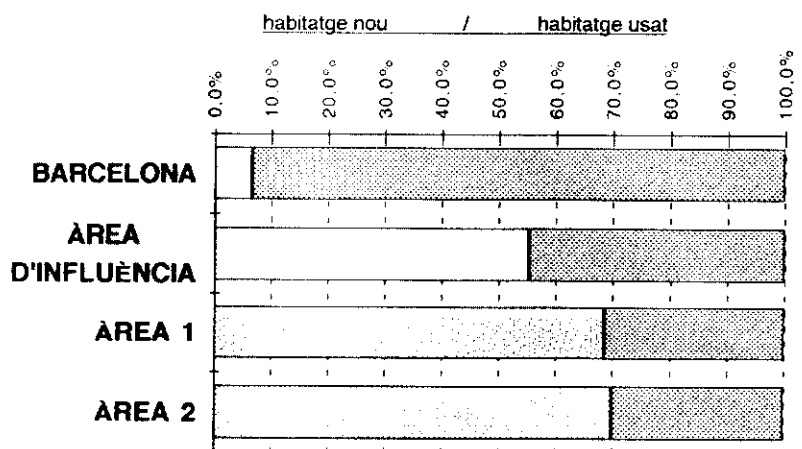 habitatge nou / habitatge usat
0.0% 10.0% 20.0% 30.0% 40.0% 50.0% 60.0% 70.0% 80.0% 90.0% 100.0%
BARCELONA
ÀREA
D'INFLUÈNCIA
ÀREA 1
ÀREA 2